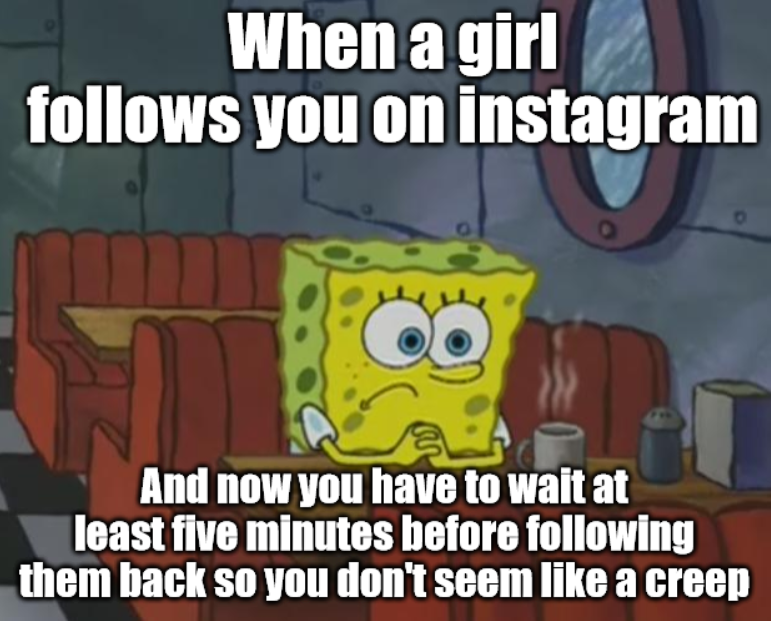 When a girl
follows you on instagram
And now you have to wait at
least five minutes before following
them back so you don't seem like a creep